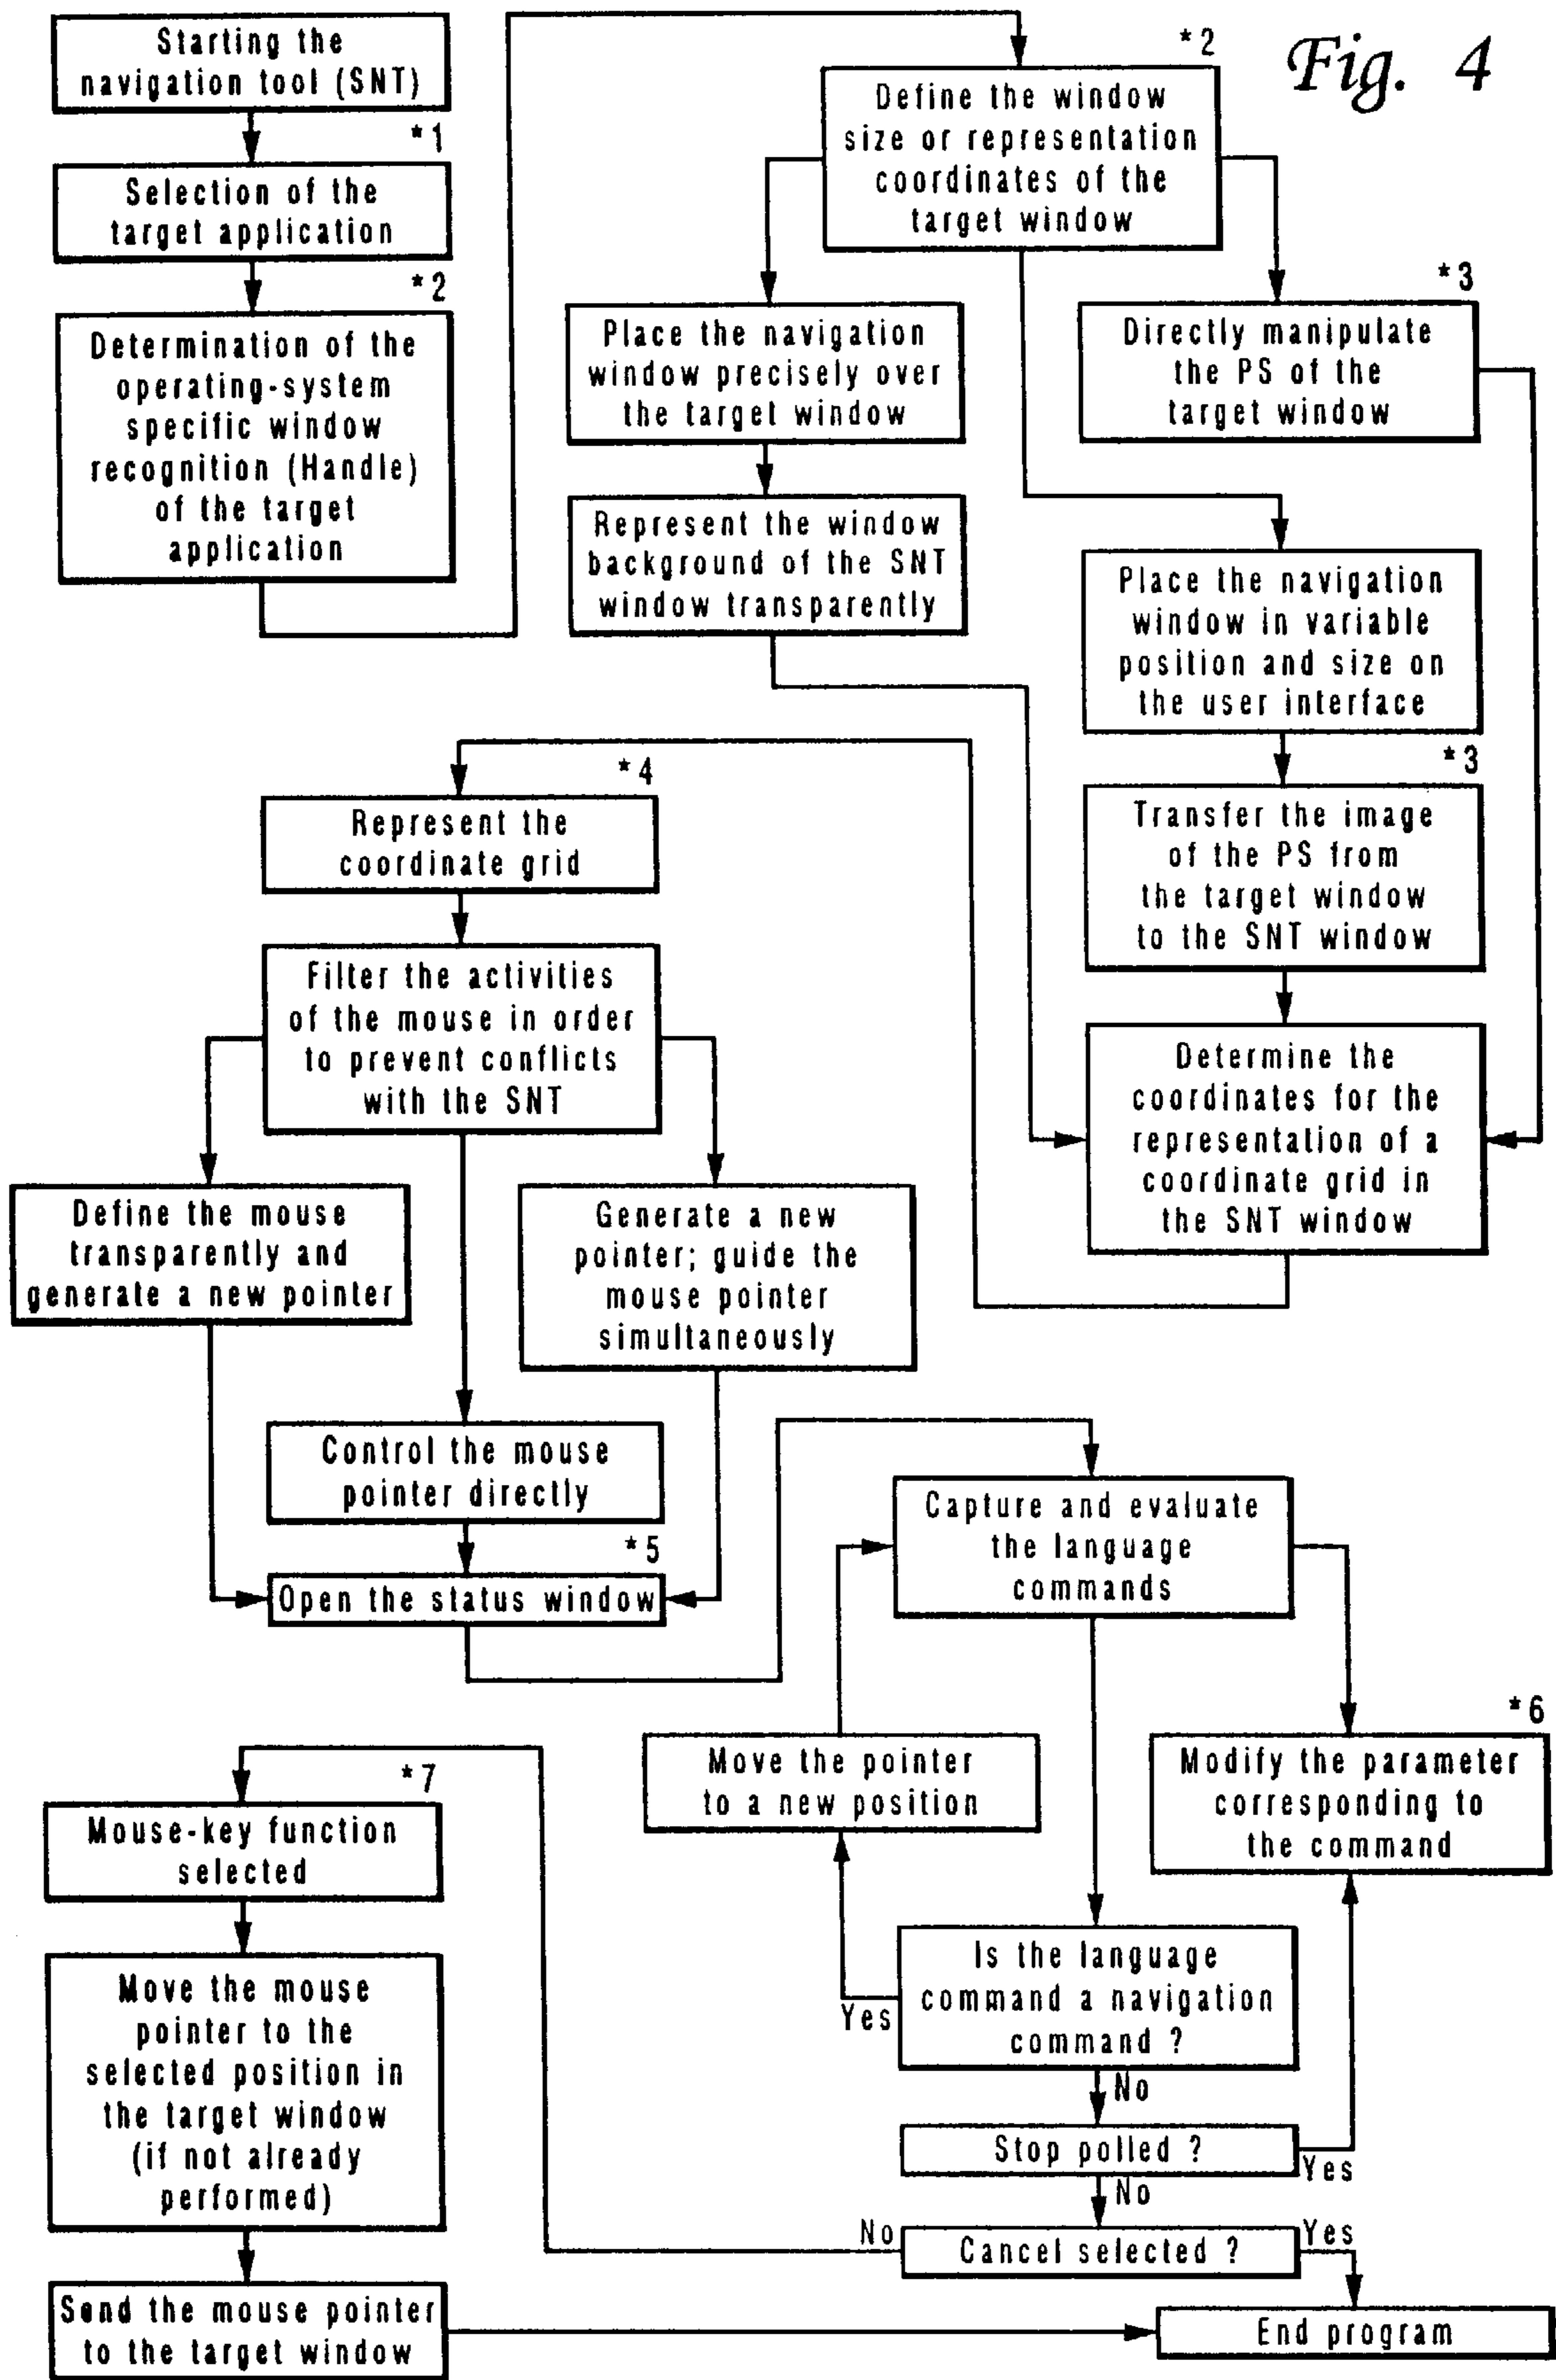 Fig. 4
Starting the
navigation tool (SNT)
*1
Selection of the
target application
*2
Determination of the
operating-system
specific window
recognition (Handle)
of the target
application
*2
Define the window
size or representation
coordinates of the
target window
Place the navigation
window precisely over
the target window
Represent the window
background of the SNT
window transparently
*3
Directly manipulate
the PS of the
target window
Place the navigation
window in variable
position and size on
the user interface
*3
Transfer the image
of the PS from
the target window
to the SNT window
Determine the
coordinates for the
representation of a
coordinate grid in
the SNT window
*4
Represent the
coordinate grid
Filter the activities
of the mouse in order
to prevent conflicts
with the SNT
Define the mouse
transparently and
generate a new pointer
Generate a new
pointer; guide the
mouse pointer
simultaneously
Control the mouse
pointer directly
*5
Open the status window
Capture and evaluate
the language
commands
Move the pointer
to a new position
*6
Modify the parameter
corresponding to
the command
Is the language
command a navigation
command ?
Yes
No
Stop polled ?
Yes
No
Cancel selected ?
No
Yes
*7
Mouse-key function
selected
Move the mouse
pointer to the
selected position in
the target window
(if not already
performed)
Send the mouse pointer
to the target window
End program